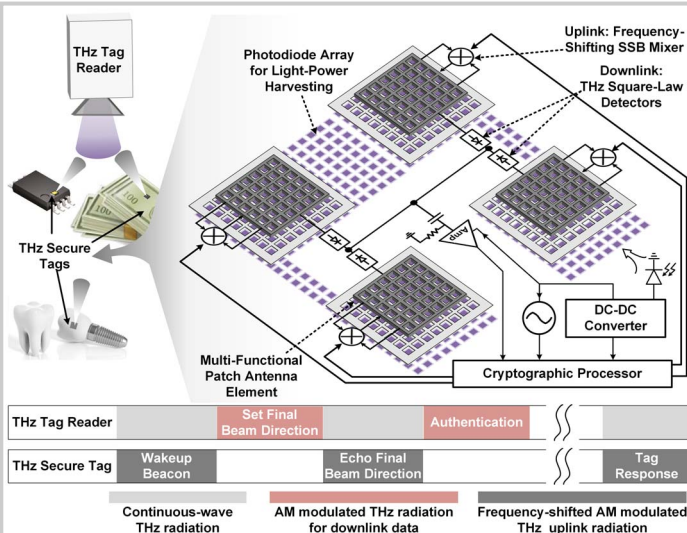 THz Tag
Reader
THz Secure
Tags
100
100
Photodiode Array
for Light-Power
Harvesting
Uplink: Frequency-
Shifting SSB Mixer
Downlink:
THz Square-Law
Detectors
Amp
DC-DC
Converter
Cryptographic Processor
Multi-Functional
Patch Antenna
Element
THz Tag Reader
Set Final
Beam Direction
Authentication
THz Secure Tag
Wakeup
Beacon
Echo Final
Beam Direction
Tag
Response
Continuous-wave
THz radiation
AM modulated THz radiation
for downlink data
Frequency-shifted AM modulated
THz uplink radiation